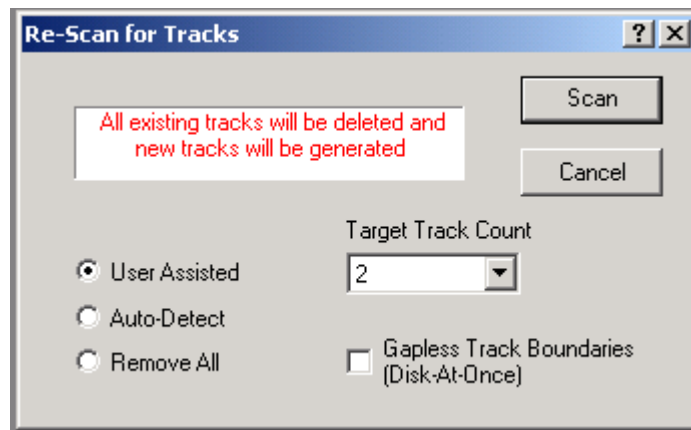 Re-Scan for Tracks
All existing tracks will be deleted and
new tracks will be generated
Scan
Cancel
Target Track Count
2
User Assisted
Auto-Detect
Remove All
Gapless Track Boundaries
(Disk-At-Once)